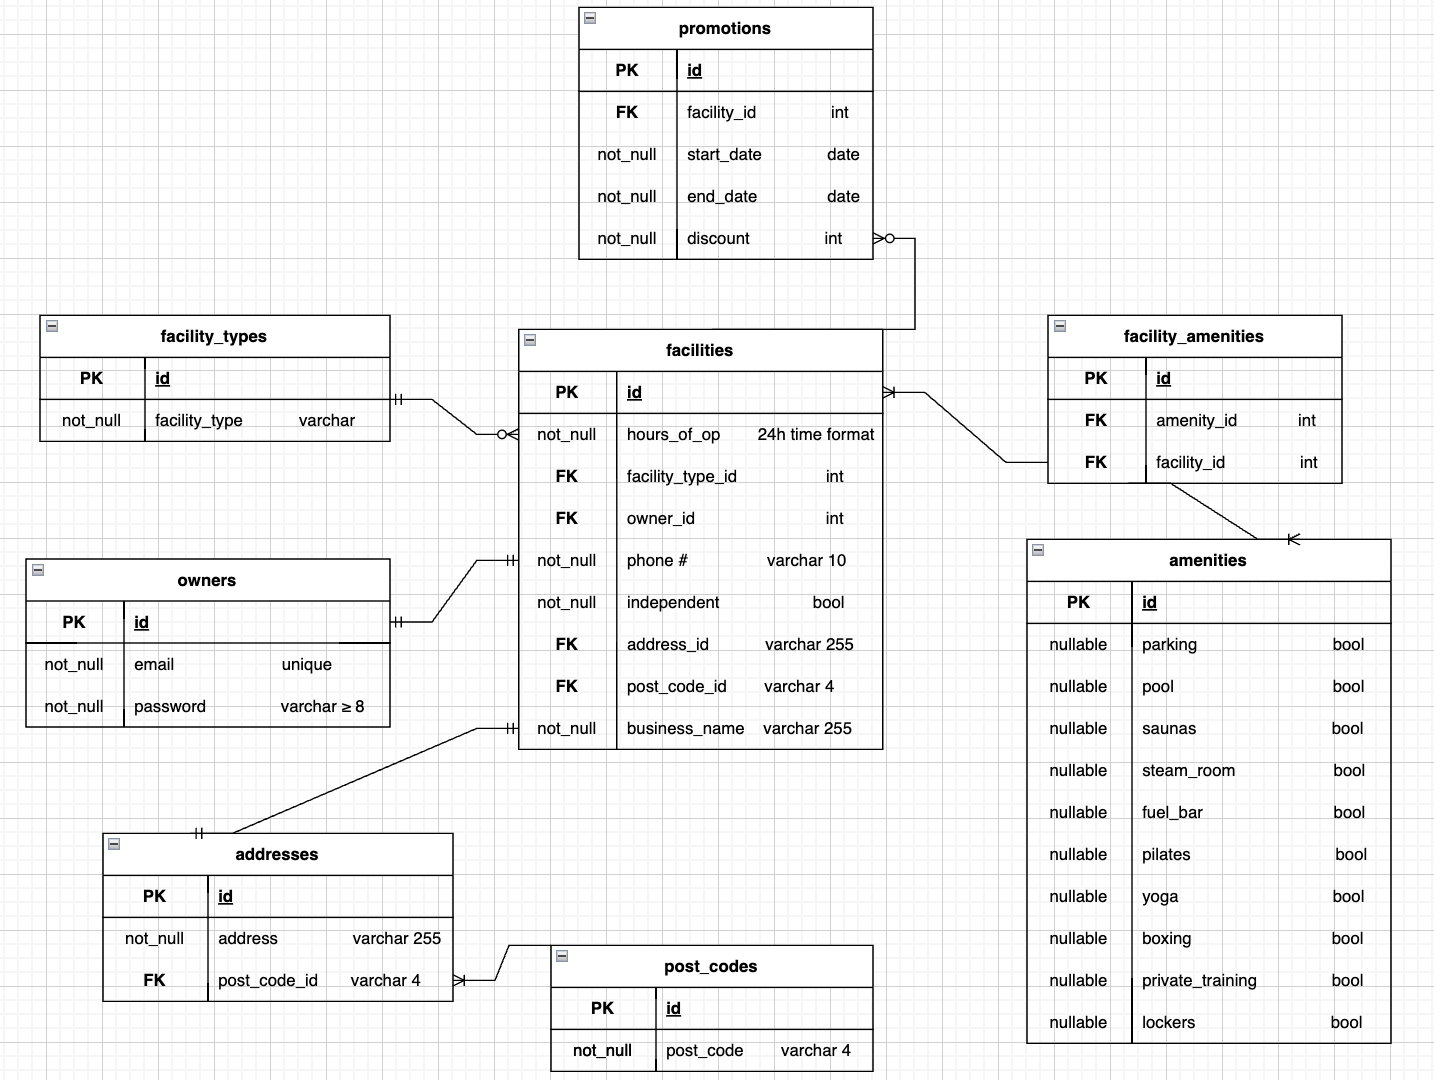 promotions
PK id
FK facility_id int
not_null start_date date
not_null end_date date
not_null discount int
facility_types
PK id
not_null facility_type varchar
facilities
PK id
not_null hours_of_op 24h time format
FK facility_type_id int
FK owner_id int
not_null phone # varchar 10
not_null independent bool
FK address_id varchar 255
FK post_code_id varchar 4
not_null business_name varchar 255
facility_amenities
PK id
FK amenity_id int
FK facility_id int
owners
PK id
not_null email unique
not_null password varchar ≥ 8
amenities
PK id
nullable parking bool
nullable pool bool
nullable saunas bool
nullable steam_room bool
nullable fuel_bar bool
nullable pilates bool
nullable yoga bool
nullable boxing bool
nullable private_training bool
nullable lockers bool
addresses
PK id
not_null address varchar 255
FK post_code_id varchar 4
post_codes
PK id
not_null post_code varchar 4